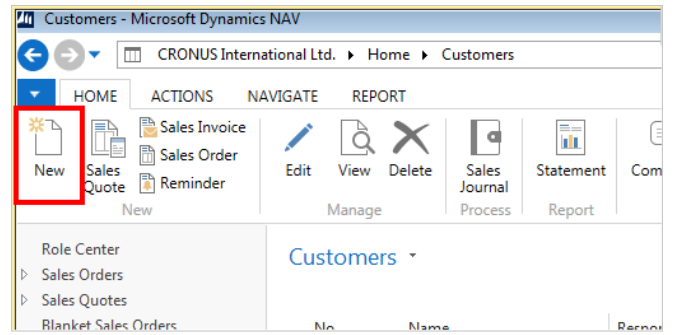 Customers - Microsoft Dynamics NAV
CRONUS International Ltd. ▸ Home ▸ Customers
HOME ACTIONS NAVIGATE REPORT
New Sales Quote Sales Invoice Sales Order Reminder Edit View Delete Sales Journal Statement Com
New Manage Process Report
Role Center
Sales Orders
Sales Quotes
Blanket Sales Orders
Customers
No. Name Respon